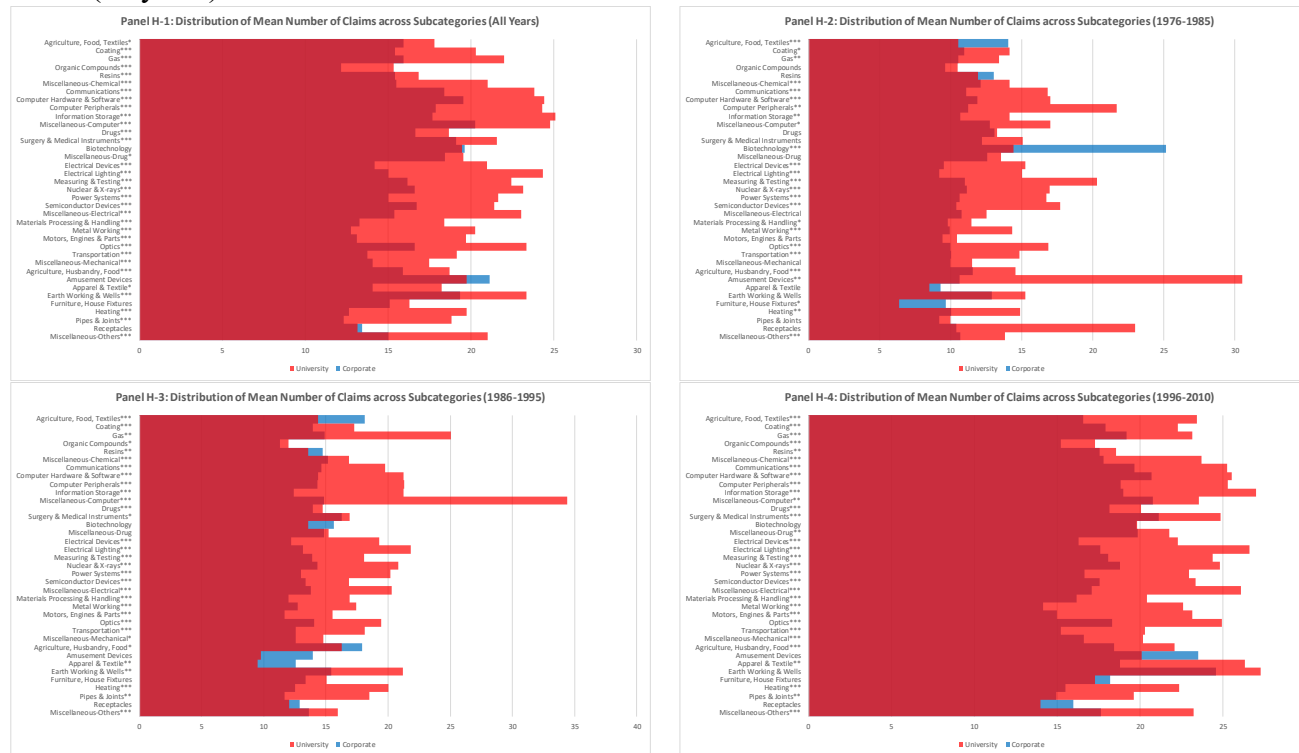 Panel H-1: Distribution of Mean Number of Claims across Subcategories (All Years)
Agriculture, Food, Textiles*
Coating***
Gas***
Organic Compounds***
Resins***
Miscellaneous-Chemical***
Communications***
Computer Hardware & Software***
Computer Peripherals***
Information Storage***
Miscellaneous-Computer***
Drugs***
Surgery & Medical Instruments***
Biotechnology
Miscellaneous-Drug*
Electrical Devices***
Electrical Lighting***
Measuring & Testing***
Nuclear & X-rays***
Power Systems***
Semiconductor Devices***
Miscellaneous-Electrical***
Materials Processing & Handling***
Metal Working***
Motors, Engines & Parts***
Optics***
Transportation***
Miscellaneous-Mechanical***
Agriculture, Husbandry, Food***
Amusement Devices
Apparel & Textile*
Earth Working & Wells***
Furniture, House Fixtures
Heating***
Pipes & Joints***
Receptacles
Miscellaneous-Others***
0 5 10 15 20 25 30
University Corporate
Panel H-2: Distribution of Mean Number of Claims across Subcategories (1976-1985)
Agriculture, Food, Textiles***
Coating*
Gas**
Organic Compounds
Resins
Miscellaneous-Chemical***
Communications***
Computer Hardware & Software***
Computer Peripherals**
Information Storage**
Miscellaneous-Computer*
Drugs
Surgery & Medical Instruments
Biotechnology***
Miscellaneous-Drug
Electrical Devices***
Electrical Lighting***
Measuring & Testing***
Nuclear & X-rays***
Power Systems***
Semiconductor Devices***
Miscellaneous-Electrical
Materials Processing & Handling*
Metal Working***
Motors, Engines & Parts
Optics***
Transportation***
Miscellaneous-Mechanical
Agriculture, Husbandry, Food***
Amusement Devices**
Apparel & Textile
Earth Working & Wells
Furniture, House Fixtures*
Heating**
Pipes & Joints
Receptacles
Miscellaneous-Others***
0 5 10 15 20 25 30
University Corporate
Panel H-3: Distribution of Mean Number of Claims across Subcategories (1986-1995)
Agriculture, Food, Textiles***
Coating***
Gas**
Organic Compounds*
Resins**
Miscellaneous-Chemical***
Communications***
Computer Hardware & Software***
Computer Peripherals***
Information Storage***
Miscellaneous-Computer***
Drugs***
Surgery & Medical Instruments*
Biotechnology***
Miscellaneous-Drug
Electrical Devices***
Electrical Lighting***
Measuring & Testing***
Nuclear & X-rays***
Power Systems***
Semiconductor Devices***
Miscellaneous-Electrical***
Materials Processing & Handling***
Metal Working***
Motors, Engines & Parts***
Optics***
Transportation***
Miscellaneous-Mechanical*
Agriculture, Husbandry, Food*
Amusement Devices
Apparel & Textile**
Earth Working & Wells**
Furniture, House Fixtures
Heating***
Pipes & Joints**
Receptacles
Miscellaneous-Others***
0 5 10 15 20 25 30 35 40
University Corporate
Panel H-4: Distribution of Mean Number of Claims across Subcategories (1996-2010)
Agriculture, Food, Textiles***
Coating***
Gas***
Organic Compounds***
Resins**
Miscellaneous-Chemical***
Communications***
Computer Hardware & Software***
Computer Peripherals***
Information Storage***
Miscellaneous-Computer**
Drugs***
Surgery & Medical Instruments***
Biotechnology
Miscellaneous-Drug**
Electrical Devices***
Electrical Lighting***
Measuring & Testing***
Nuclear & X-rays***
Power Systems***
Semiconductor Devices***
Miscellaneous-Electrical***
Materials Processing & Handling***
Metal Working***
Motors, Engines & Parts***
Optics***
Transportation***
Miscellaneous-Mechanical***
Agriculture, Husbandry, Food***
Amusement Devices
Apparel & Textile**
Earth Working & Wells
Furniture, House Fixtures
Heating***
Pipes & Joints**
Receptacles
Miscellaneous-Others***
0 5 10 15 20 25
University Corporate